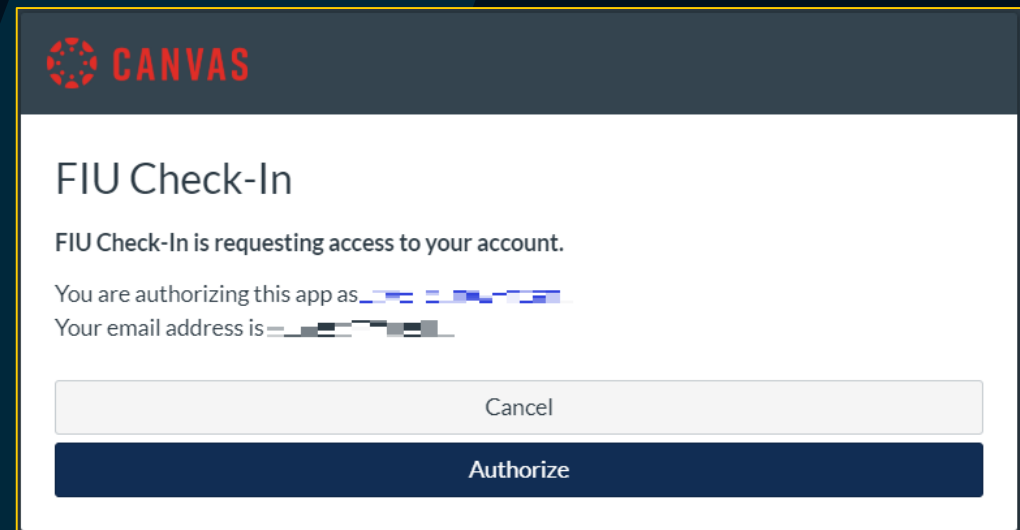 CANVAS
FIU Check-In
FIU Check-In is requesting access to your account.
You are authorizing this app as
Your email address is
Cancel
Authorize